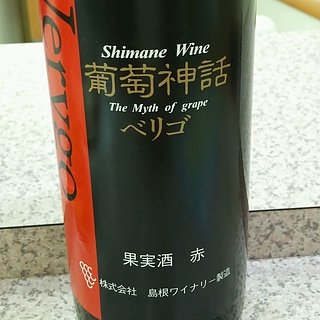 Shimane Wine
葡萄神話
The Myth of grape
ベリゴ
果実酒 赤
株式会社 島根ワイナリー製造